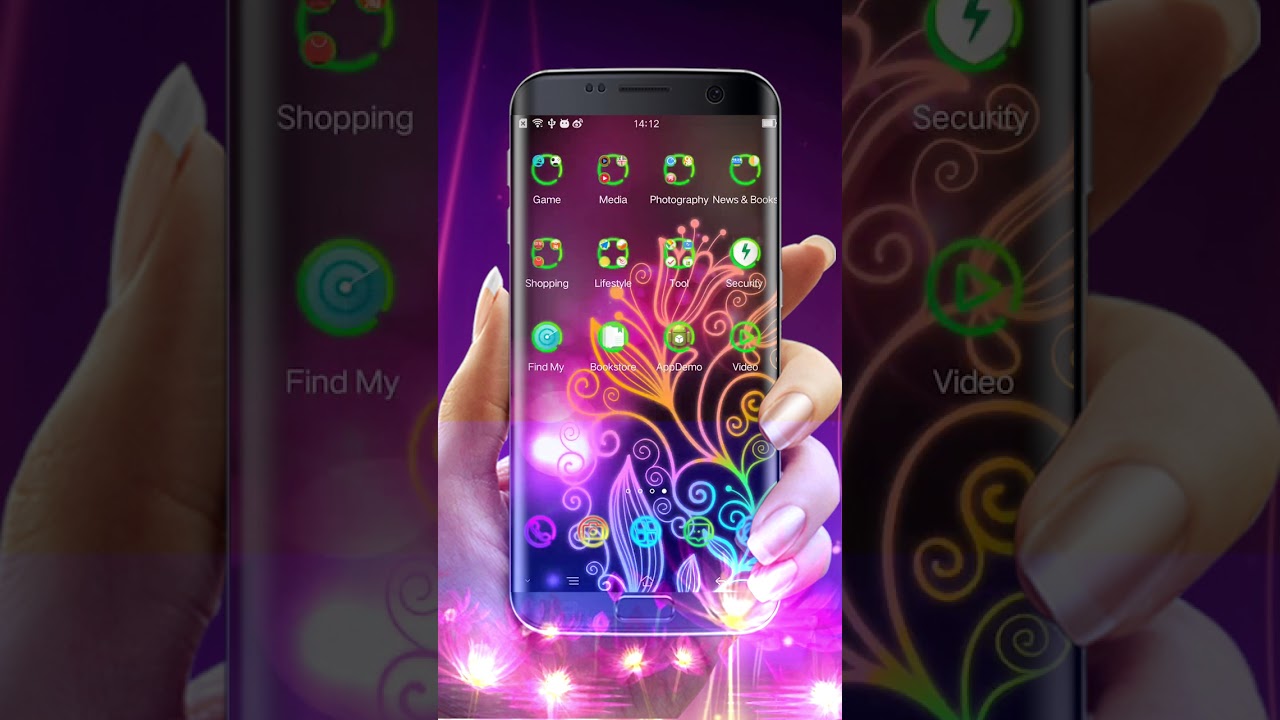 14:12
Game Media Photography News & Books
Shopping Lifestyle Tool Security
Find My Bookstore AppDemo Video
Shopping
Find My
Security
Video